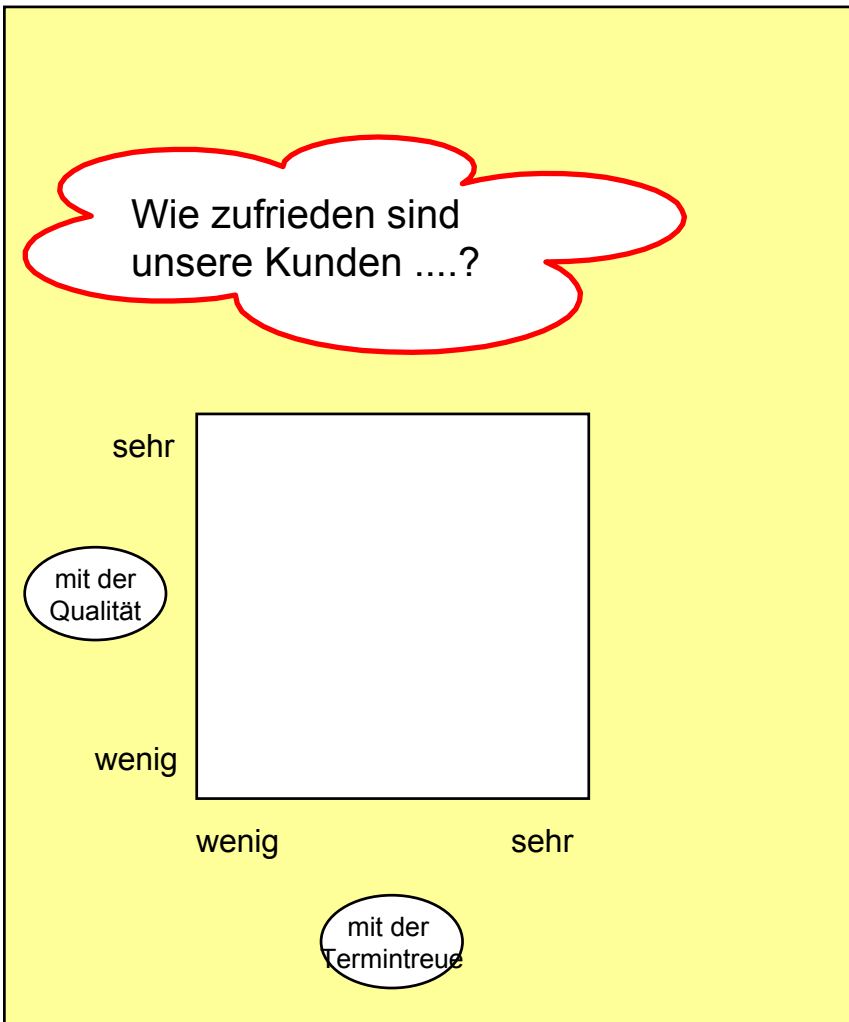 Wie zufrieden sind
unsere Kunden ....?
sehr
mit der
Qualität
wenig
wenig sehr
mit der
Termintreue